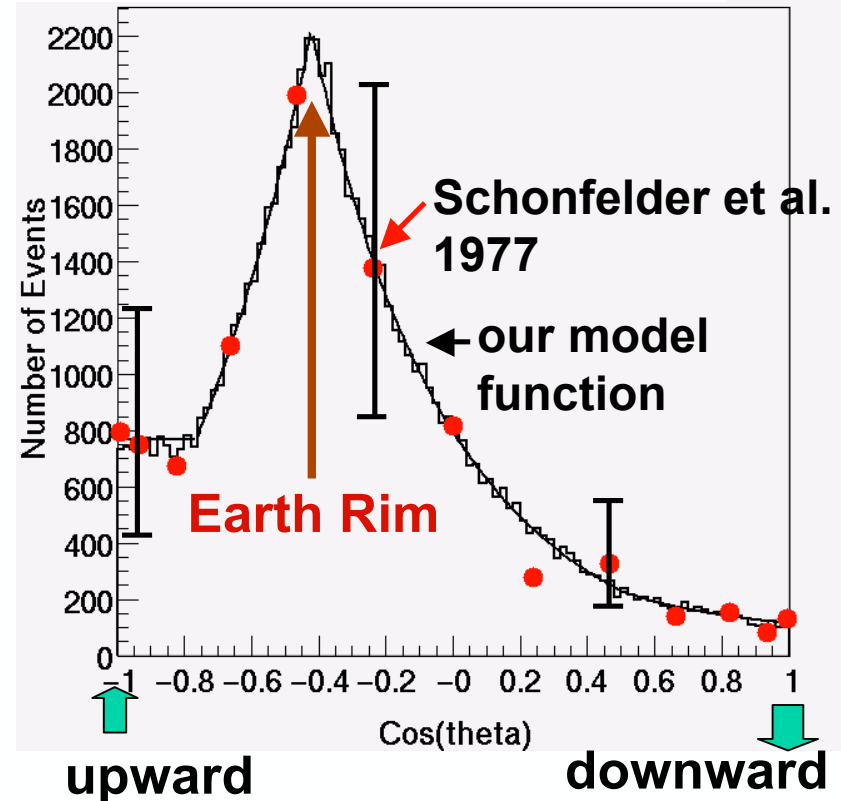 2200
2000
1800
1600
1400
1200
1000
800
600
400
200
0
Number of Events
Schonfelder et al.
1977
our model
function
Earth Rim
−1 −0.8 −0.6 −0.4 −0.2 −0 0.2 0.4 0.6 0.8 1
Cos(theta)
upward
downward